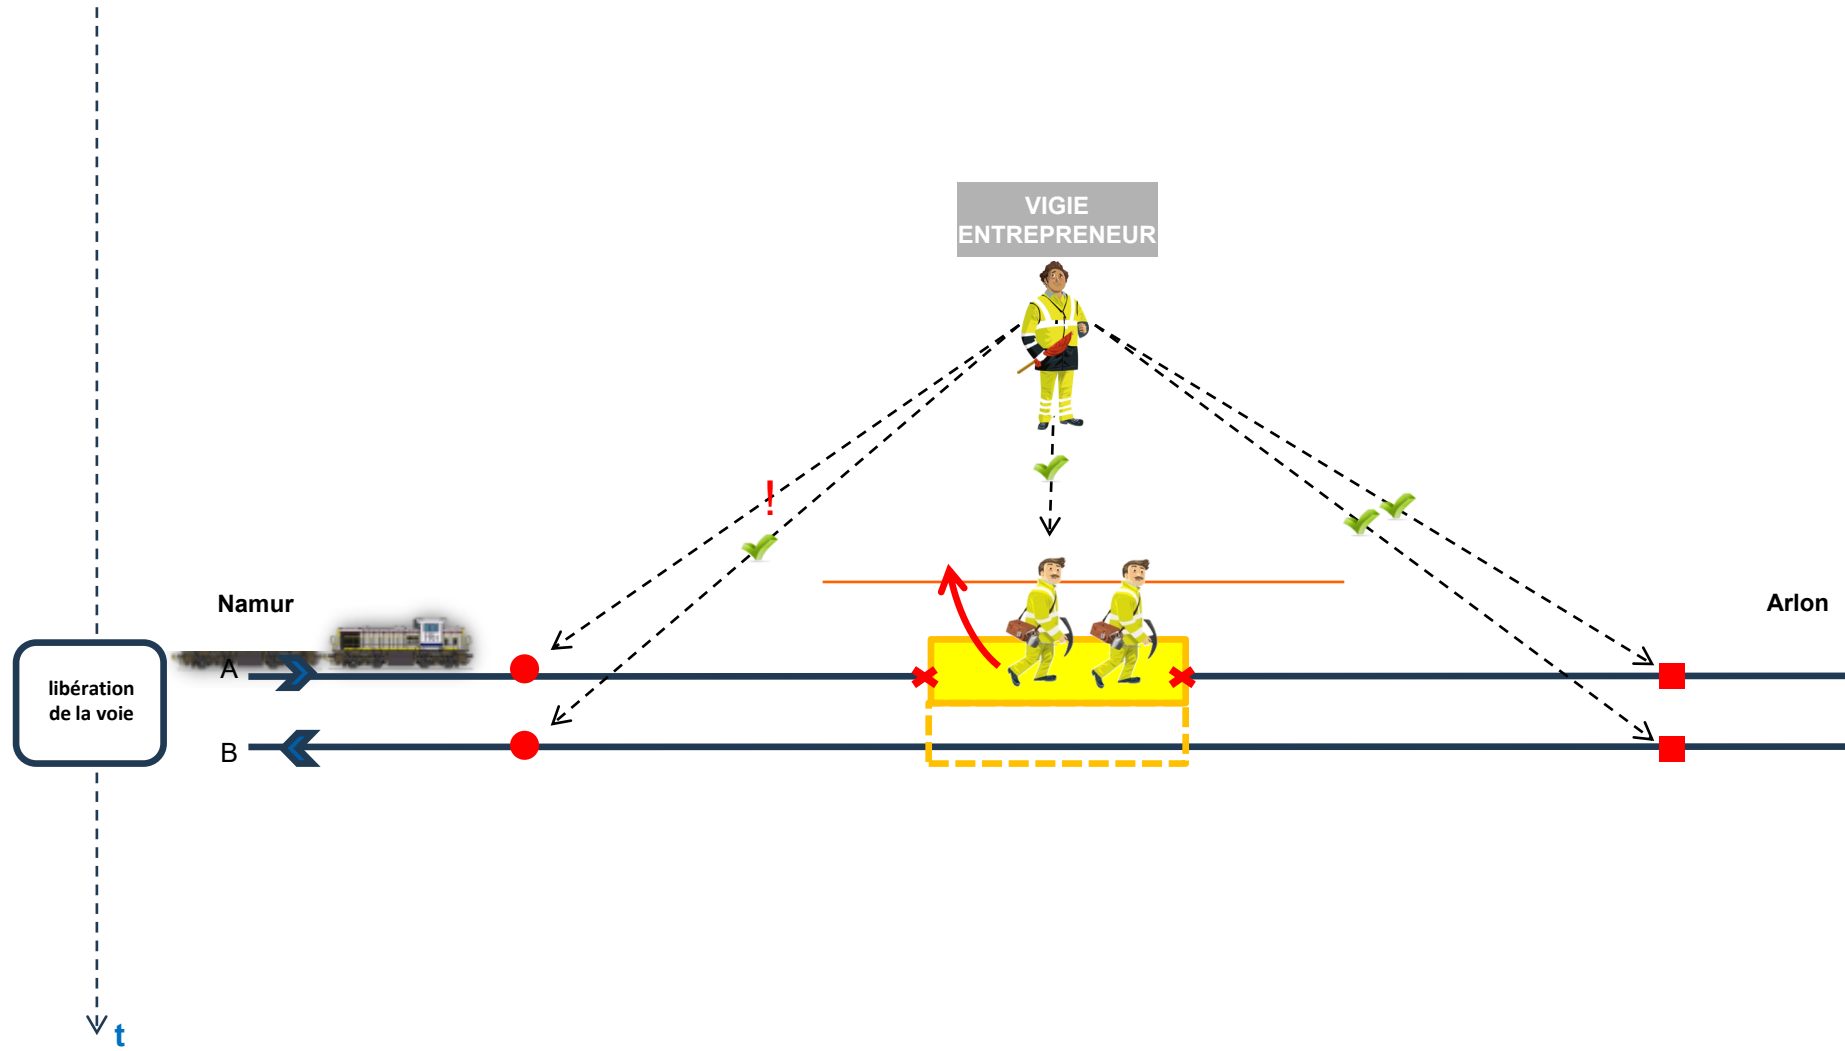 VIGIE
ENTREPRENEUR
!
Namur
Arlon
A
libération
de la voie
B
t